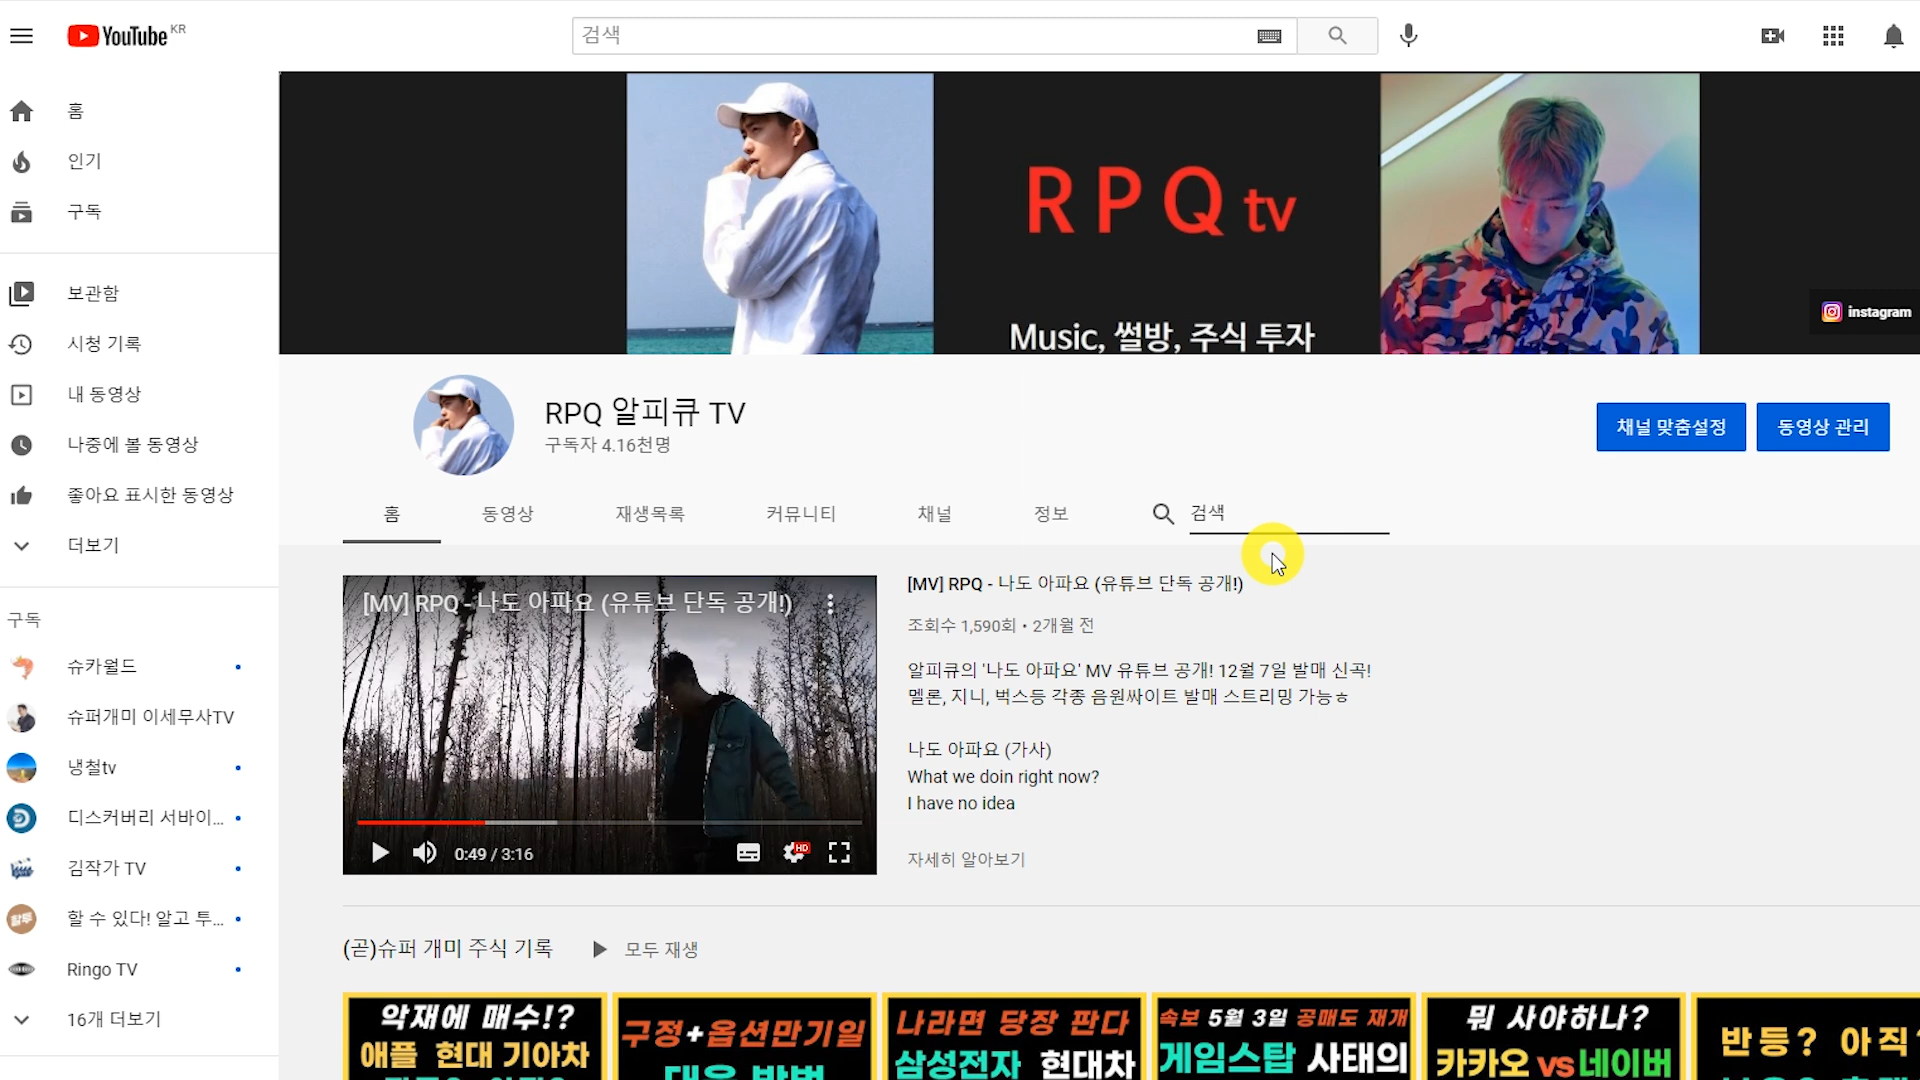 YouTube KR
검색
홈
인기
구독
보관함
시청 기록
내 동영상
나중에 볼 동영상
좋아요 표시한 동영상
더보기
구독
슈카월드
슈퍼개미 이세무사TV
냉철tv
디스커버리 서바이...
김작가 TV
할 수 있다! 알고 투...
Ringo TV
16개 더보기
RPQ tv
Music, 썰방, 주식 투자
instagram
RPQ 알피큐 TV
구독자 4.16천명
채널 맞춤설정
동영상 관리
홈
동영상
재생목록
커뮤니티
채널
정보
검색
[MV] RPQ - 나도 아파요 (유튜브 단독 공개!)
0:49 / 3:16
HD
[MV] RPQ - 나도 아파요 (유튜브 단독 공개!)
조회수 1,590회 • 2개월 전
알피큐의 '나도 아파요' MV 유튜브 공개! 12월 7일 발매 신곡!
멜론, 지니, 벅스등 각종 음원싸이트 발매 스트리밍 가능ㅎ
나도 아파요 (가사)
What we doin right now?
I have no idea
자세히 알아보기
(곧)슈퍼 개미 주식 기록
모두 재생
악재에 매수!?
애플 현대 기아차
구정+옵션만기일
대응 방법
나라면 당장 판다
삼성전자 현대차
속보 5월 3일 공매도 재개
게임스탑 사태의
뭐 사야하나?
카카오 vs 네이버
반등? 아직?